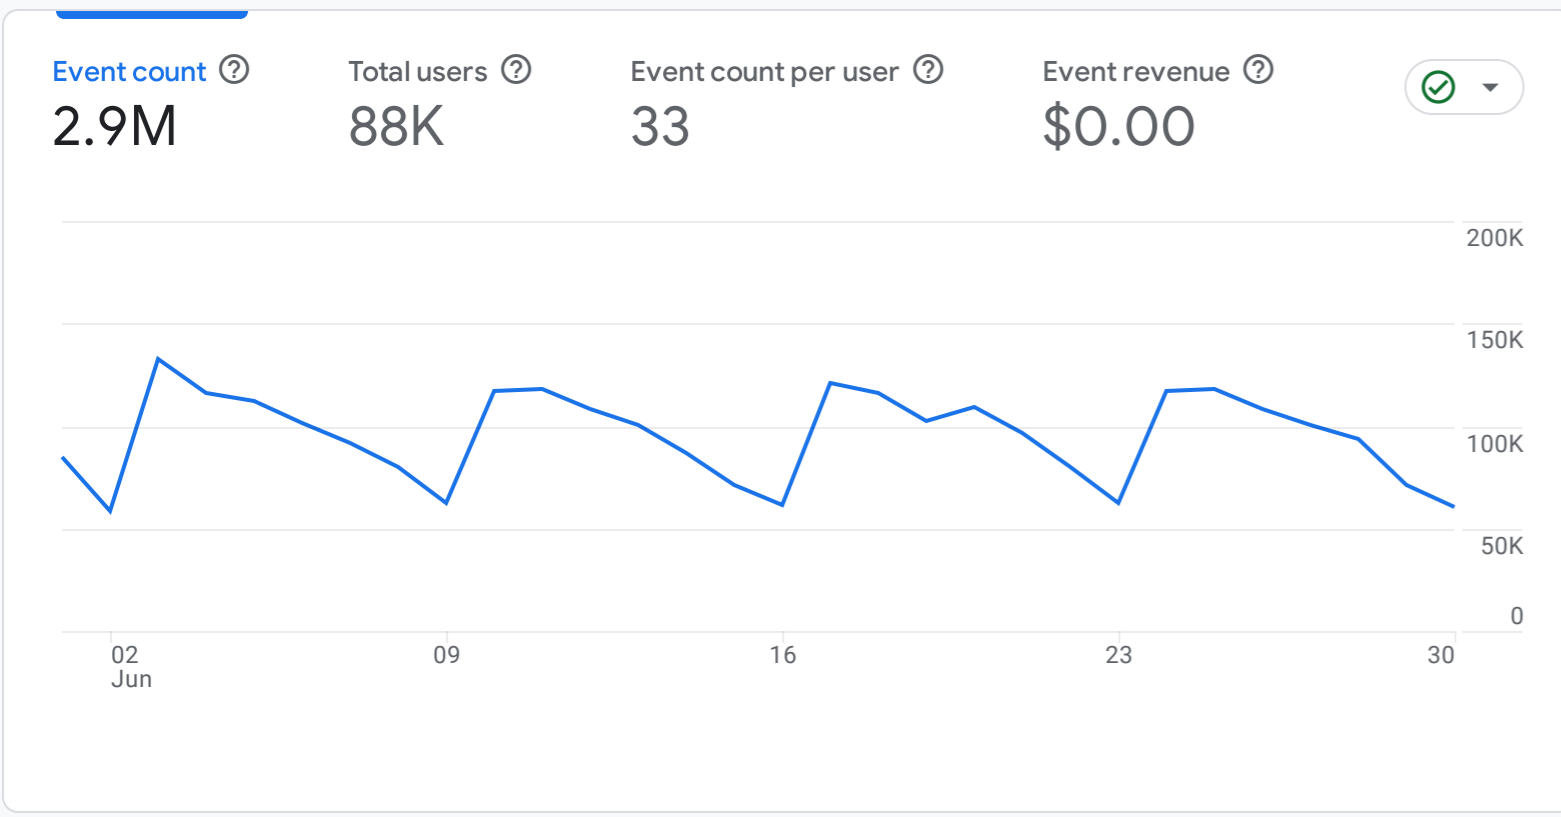 Event count
2.9M
Total users
88K
Event count per user
33
Event revenue
$0.00
200K
150K
100K
50K
0
02
Jun
09
16
23
30